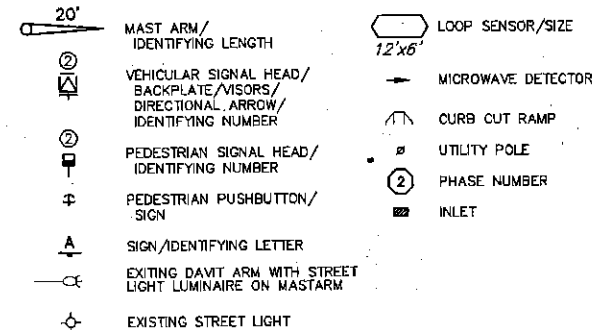 20'
MAST ARM/
IDENTIFYING LENGTH
2
VEHICULAR SIGNAL HEAD/
BACKPLATE/VISORS/
DIRECTIONAL ARROW/
IDENTIFYING NUMBER
2
PEDESTRIAN SIGNAL HEAD/
IDENTIFYING NUMBER
PEDESTRIAN PUSHBUTTON/
SIGN
A
SIGN/IDENTIFYING LETTER
EXITING DAVIT ARM WITH STREET
LIGHT LUMINAIRE ON MASTARM
EXISTING STREET LIGHT
LOOP SENSOR/SIZE
12'x6'
MICROWAVE DETECTOR
CURB CUT RAMP
UTILITY POLE
2
PHASE NUMBER
INLET